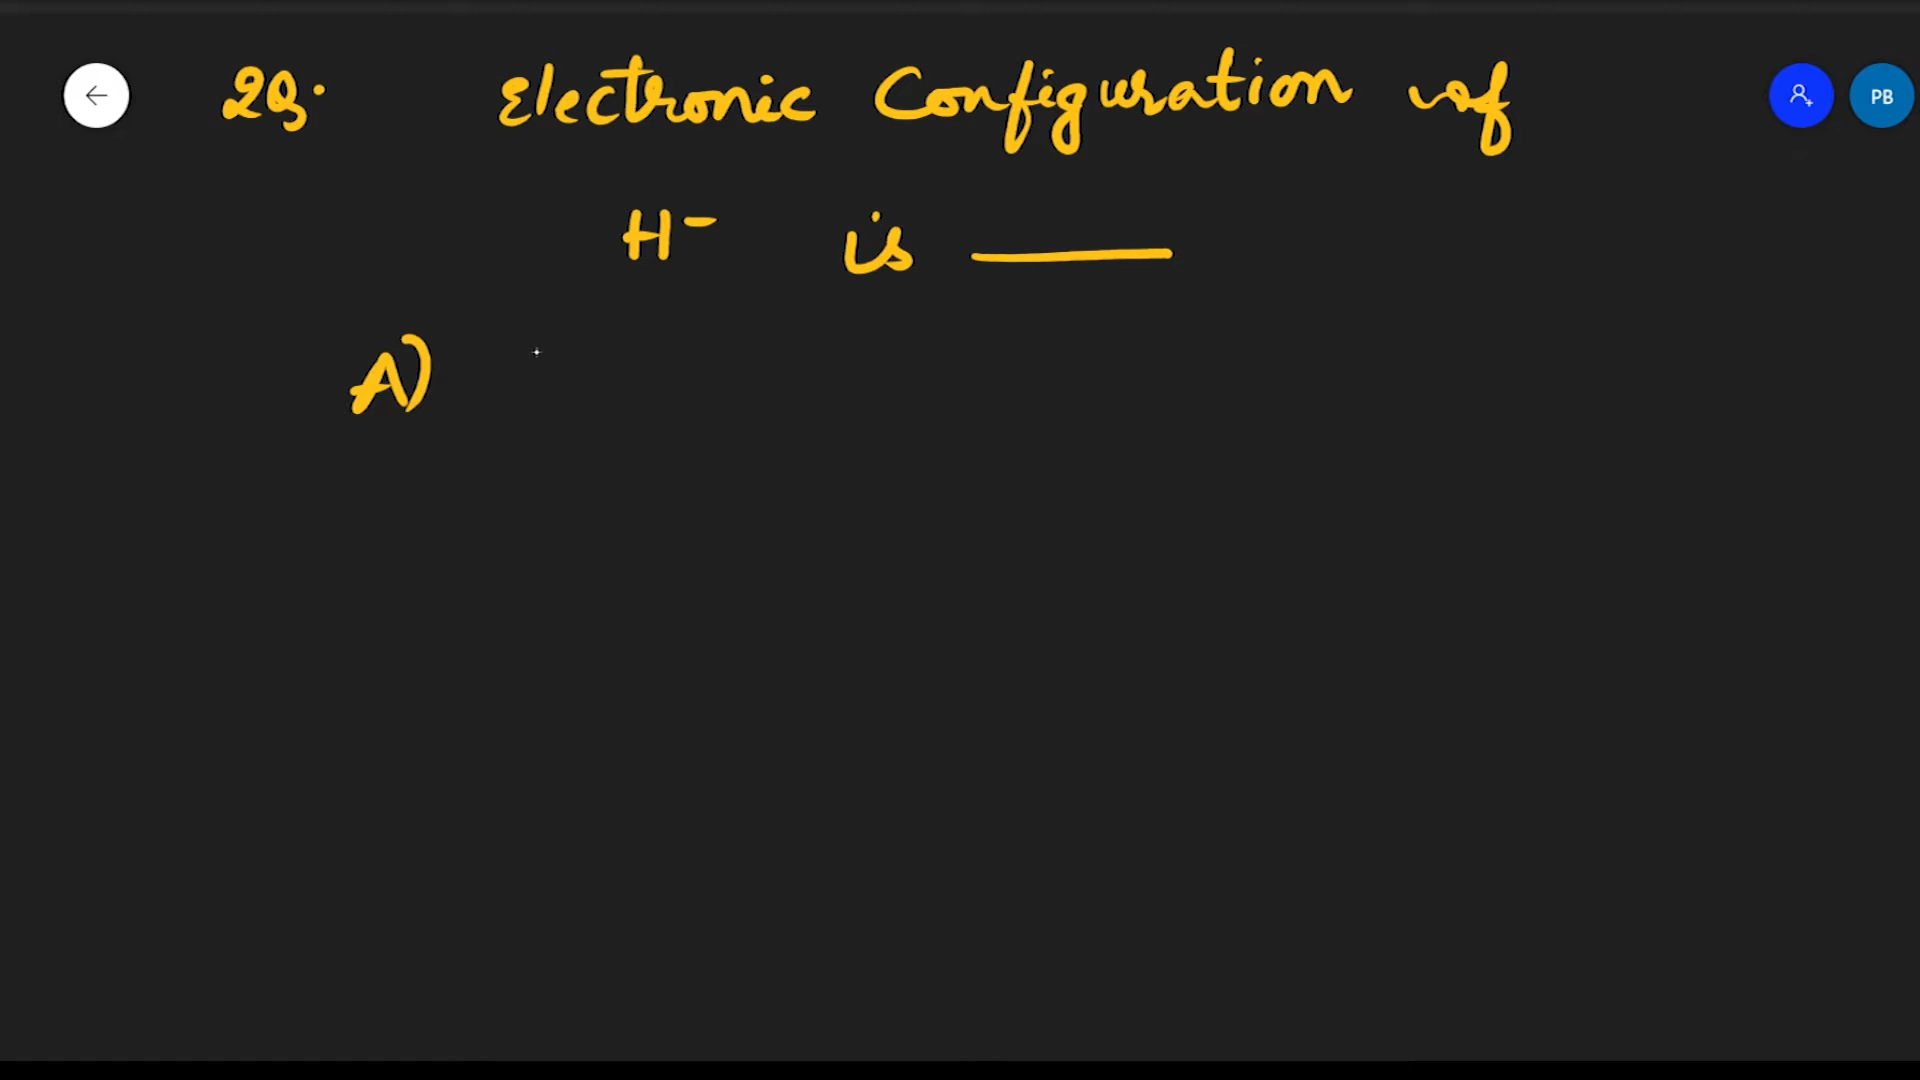 2Q. Electronic Configuration of
H⁻ is ______
A)
PB